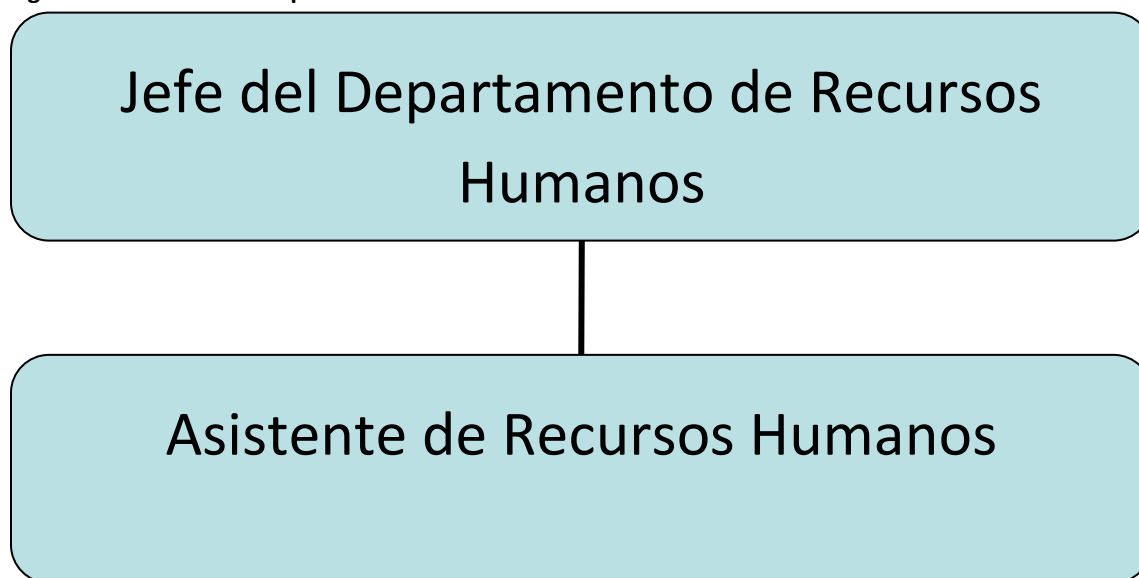 Jefe del Departamento de Recursos
Humanos
Asistente de Recursos Humanos